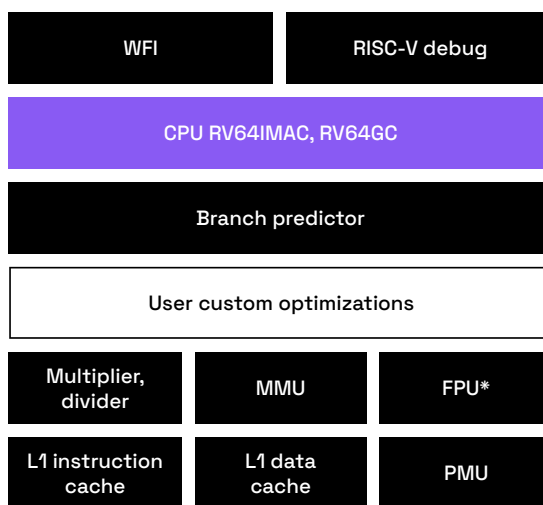 WFI
RISC-V debug
CPU RV64IMAC, RV64GC
Branch predictor
User custom optimizations
Multiplier,
divider
MMU
FPU*
L1 instruction
cache
L1 data
cache
PMU